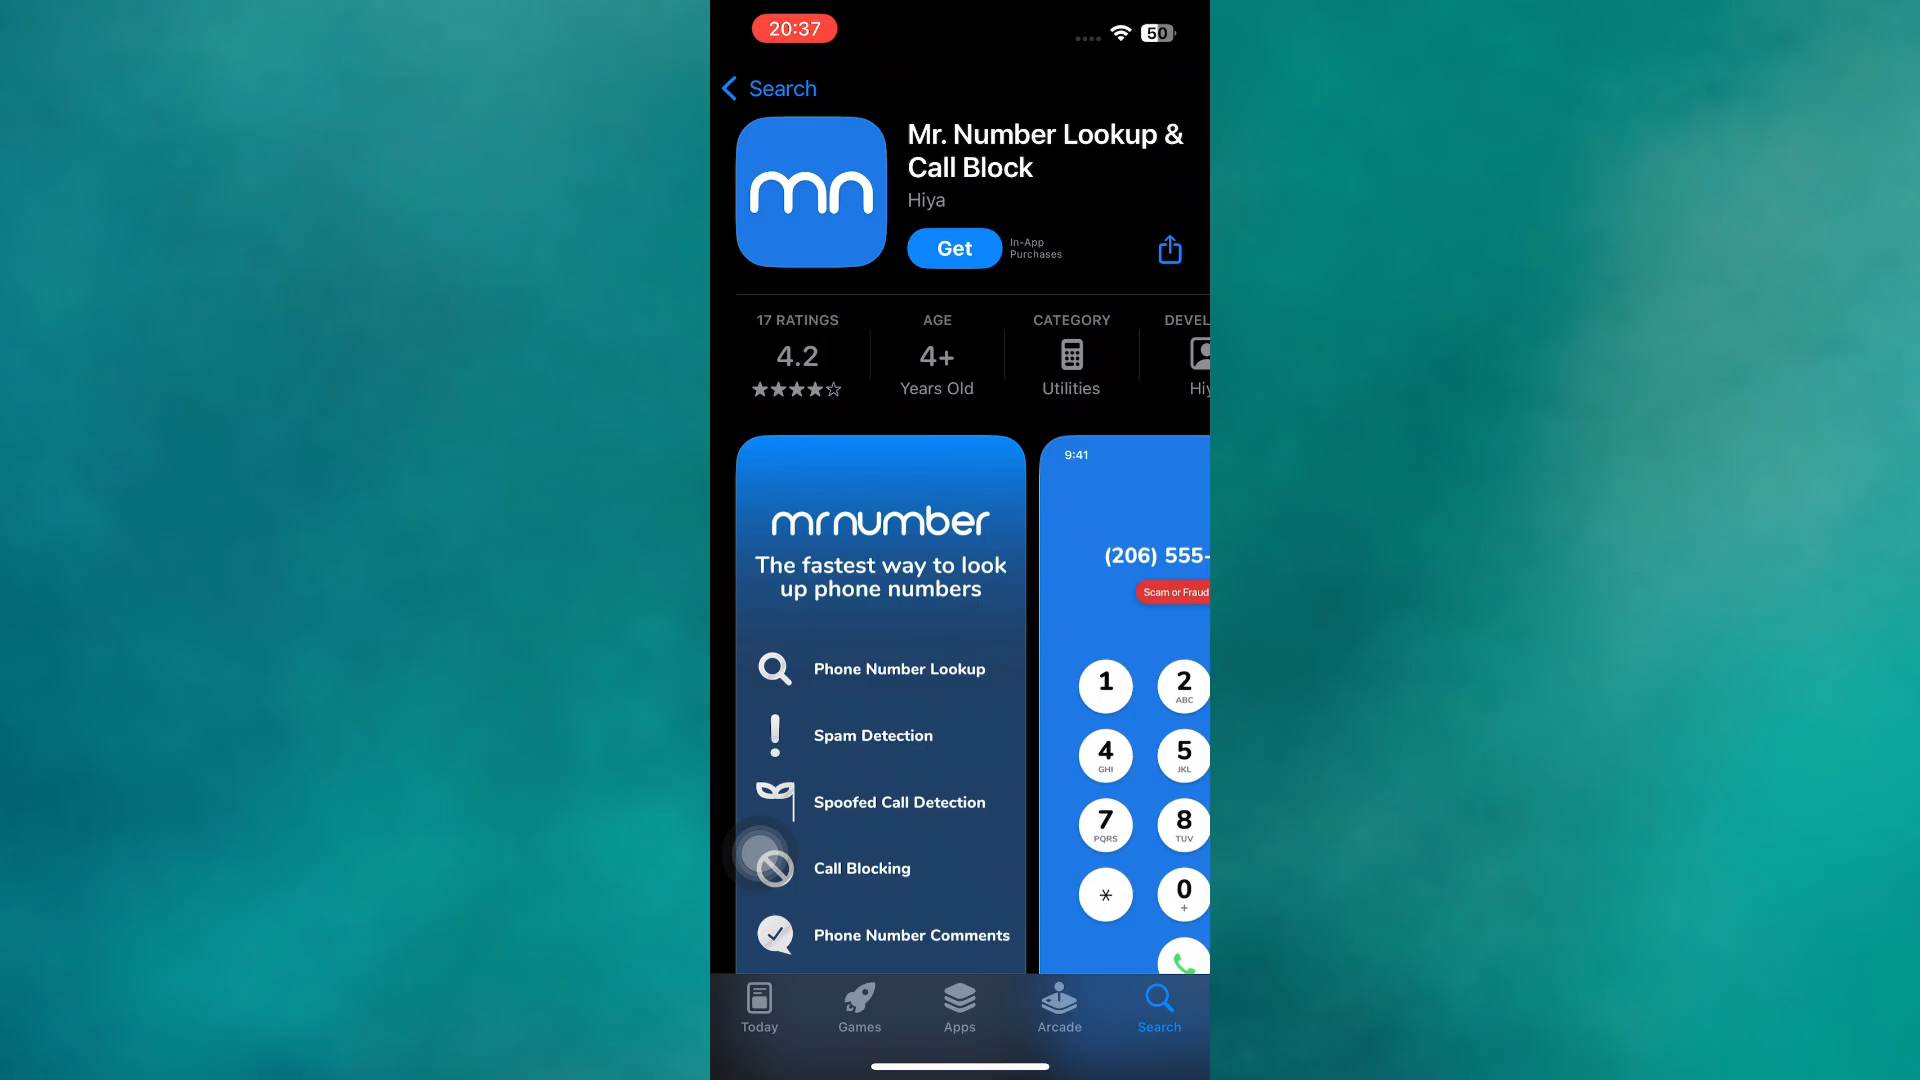 20:37
50
Search
Mr. Number Lookup &
Call Block
Hiya
Get
In-App
Purchases
17 RATINGS
4.2
AGE
4+
Years Old
CATEGORY
Utilities
DEVEL
Hiy
mn
mrnumber
The fastest way to look
up phone numbers
Phone Number Lookup
Spam Detection
Spoofed Call Detection
Call Blocking
Phone Number Comments
9:41
(206) 555-
Scam or Fraud
1
2
ABC
4
GHI
5
JKL
7
PQRS
8
TUV
*
0
+
Today
Games
Apps
Arcade
Search